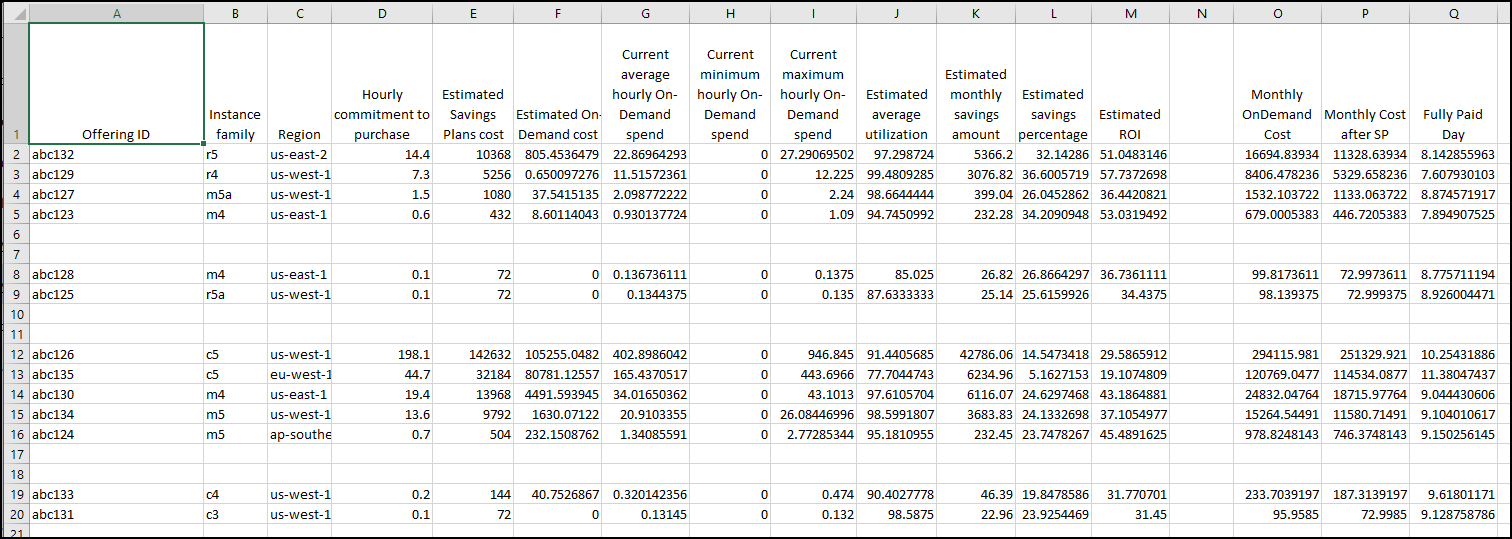 A B C D E F G H I J K L M N O P Q
1 Offering ID Instance family Region Hourly commitment to purchase Estimated Savings Plans cost Estimated On-Demand cost Current average hourly On-Demand spend Current minimum hourly On-Demand spend Current maximum hourly On-Demand spend Estimated average utilization Estimated monthly savings amount Estimated savings percentage Estimated ROI Monthly OnDemand Cost Monthly Cost after SP Fully Paid Day
2 abc132 r5 us-east-2 14.4 10368 805.4536479 22.86964293 0 27.29069502 97.298724 5366.2 32.14286 51.0483146 16694.83934 11328.63934 8.142855963
3 abc129 r4 us-west-1 7.3 5256 0.650097276 11.51572361 0 12.225 99.4809285 3076.82 36.6005719 57.7372698 8406.478236 5329.658236 7.607930103
4 abc127 m5a us-west-1 1.5 1080 37.5415135 2.098772222 0 2.24 98.6644444 399.04 26.0452862 36.4420821 1532.103722 1133.063722 8.874571917
5 abc123 m4 us-east-1 0.6 432 8.60114043 0.930137724 0 1.09 94.7450992 232.28 34.2090948 53.0319492 679.0005383 446.7205383 7.894907525
6
7
8 abc128 m4 us-east-1 0.1 72 0 0.136736111 0 0.1375 85.025 26.82 26.8664297 36.7361111 99.8173611 72.9973611 8.775711194
9 abc125 r5a us-west-1 0.1 72 0 0.1344375 0 0.135 87.6333333 25.14 25.6159926 34.4375 98.139375 72.999375 8.926004471
10
11
12 abc126 c5 us-west-1 198.1 142632 105255.0482 402.8986042 0 946.845 91.4405685 42786.06 14.5473418 29.5865912 294115.981 251329.921 10.25431886
13 abc135 c5 eu-west-1 44.7 32184 80781.12557 165.4370517 0 443.6966 77.7044743 6234.96 5.1627153 19.1074809 120769.0477 114534.0877 11.38047437
14 abc130 m4 us-east-1 19.4 13968 4491.593945 34.01650362 0 43.1013 97.6105704 6116.07 24.6297468 43.1864881 24832.04764 18715.97764 9.044430606
15 abc134 m5 us-west-1 13.6 9792 1630.07122 20.9103355 0 26.08446996 98.5991807 3683.83 24.1332698 37.1054977 15264.54491 11580.71491 9.104010617
16 abc124 m5 ap-southe 0.7 504 232.1508762 1.34085591 0 2.77285344 95.1810955 232.45 23.7478267 45.4891625 978.8248143 746.3748143 9.150256145
17
18
19 abc133 c4 us-west-1 0.2 144 40.7526867 0.320142356 0 0.474 90.4027778 46.39 19.8478586 31.770701 233.7039197 187.3139197 9.61801171
20 abc131 c3 us-west-1 0.1 72 0 0.13145 0 0.132 98.5875 22.96 23.9254469 31.45 95.9585 72.9985 9.128758786
21